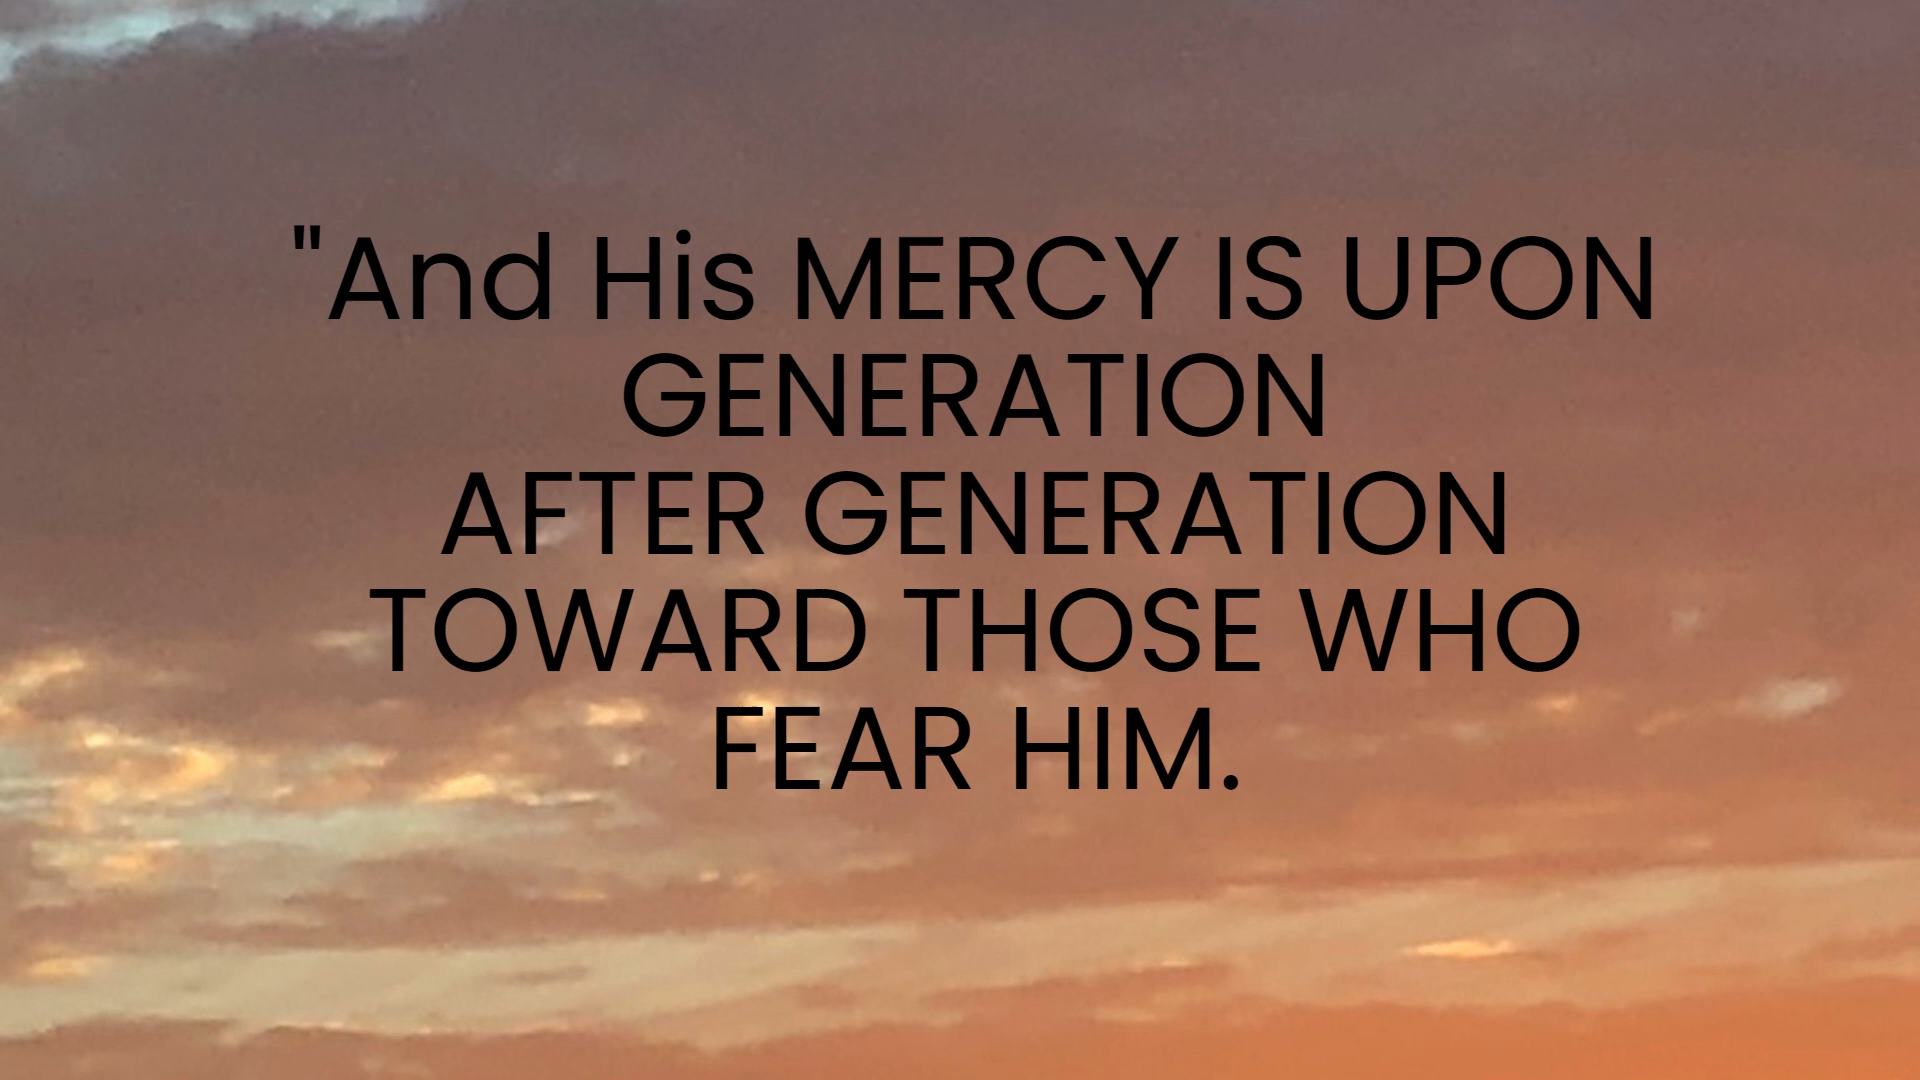 "And His MERCY IS UPON
GENERATION
AFTER GENERATION
TOWARD THOSE WHO
FEAR HIM.